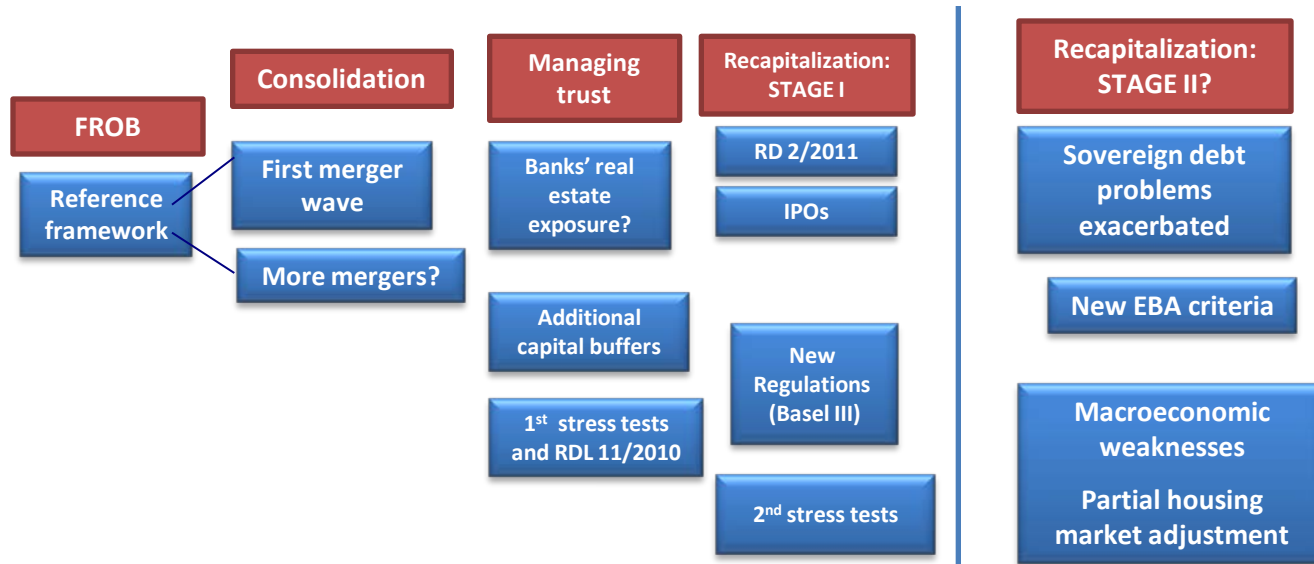 FROB
Reference
framework
Consolidation
First merger
wave
More mergers?
Managing
trust
Banks’ real
estate
exposure?
Additional
capital buffers
1st stress tests
and RDL 11/2010
Recapitalization:
STAGE I
RD 2/2011
IPOs
New
Regulations
(Basel III)
2nd stress tests
Recapitalization:
STAGE II?
Sovereign debt
problems
exacerbated
New EBA criteria
Macroeconomic
weaknesses
Partial housing
market adjustment